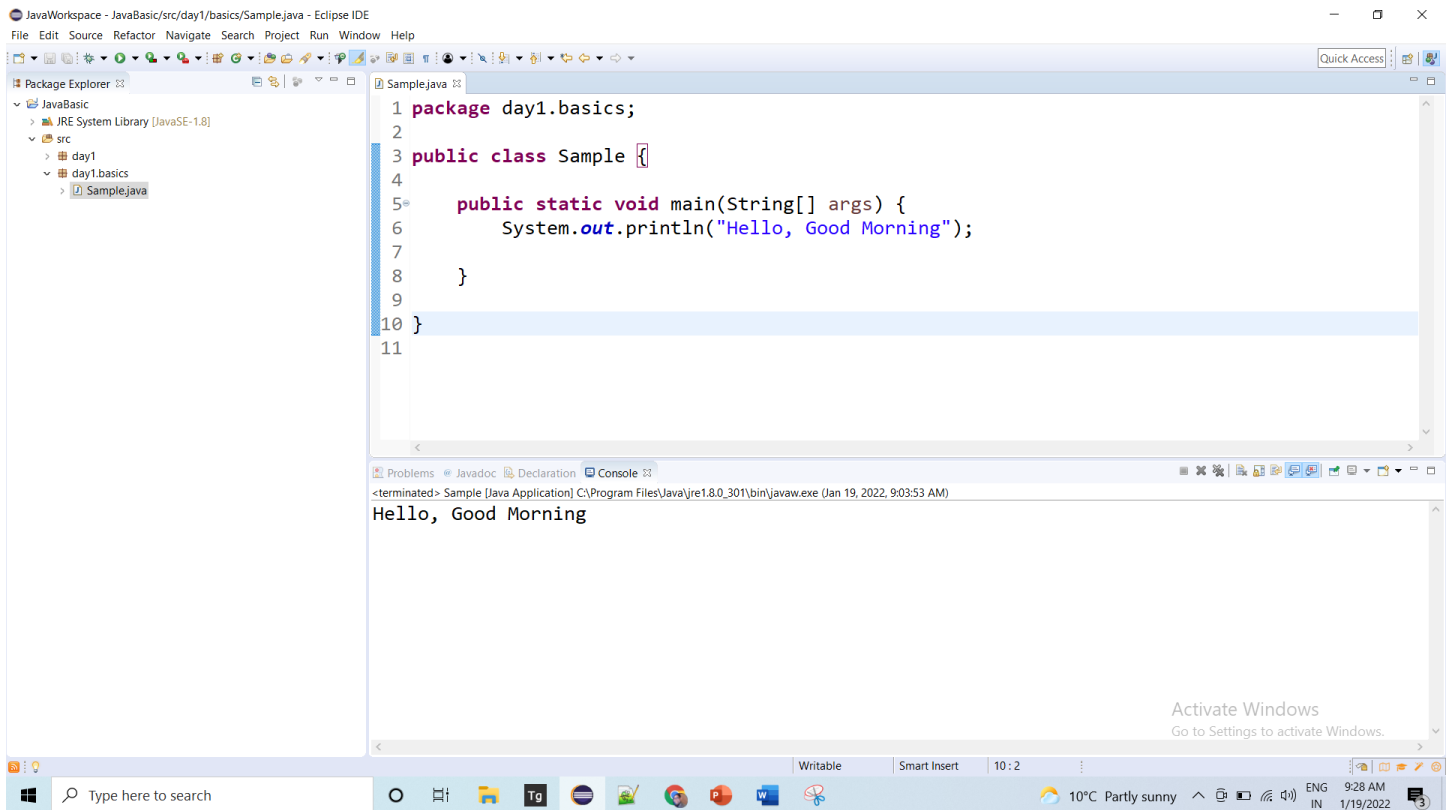 JavaWorkspace - JavaBasic/src/day1/basics/Sample.java - Eclipse IDE
File Edit Source Refactor Navigate Search Project Run Window Help
Quick Access
Package Explorer
JavaBasic
JRE System Library [JavaSE-1.8]
src
day1
day1.basics
Sample.java
Sample.java
1 package day1.basics;
2
3 public class Sample {
4
5 public static void main(String[] args) {
6 System.out.println("Hello, Good Morning");
7
8 }
9
10 }
11
Problems @ Javadoc Declaration Console
<terminated> Sample [Java Application] C:\Program Files\Java\jre1.8.0_301\bin\javaw.exe (Jan 19, 2022, 9:03:53 AM)
Hello, Good Morning
Activate Windows
Go to Settings to activate Windows.
Writable Smart Insert 10 : 2
Type here to search
Tg
10°C Partly sunny
ENG
IN
9:28 AM
1/19/2022
3